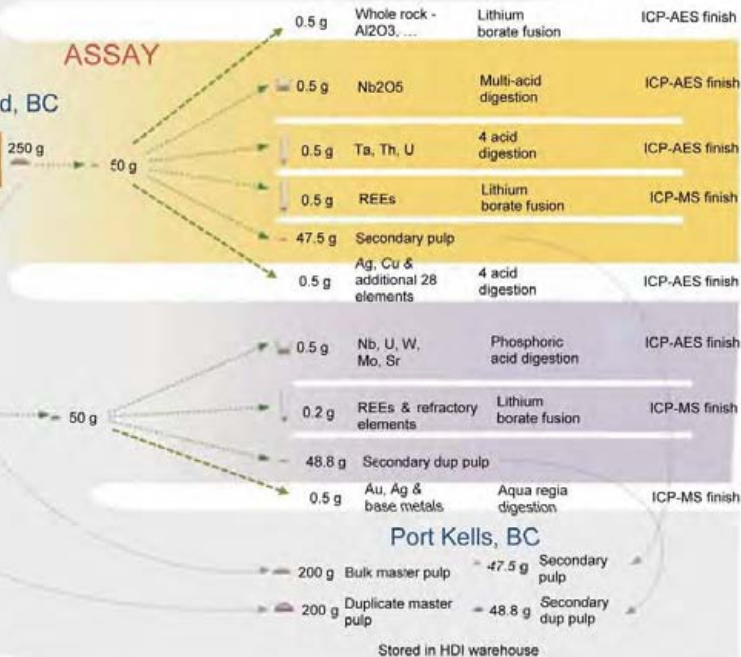 0.5 g Whole rock - Lithium ICP-AES finish
Al2O3, ... borate fusion
ASSAY
0.5 g Nb2O5 Multi-acid ICP-AES finish
digestion
d, BC
250 g
50 g
0.5 g Ta, Th, U 4 acid ICP-AES finish
digestion
0.5 g REEs Lithium ICP-MS finish
borate fusion
47.5 g Secondary pulp
0.5 g Ag, Cu & 4 acid ICP-AES finish
additional 28 digestion
elements
0.5 g Nb, U, W, Phosphoric ICP-AES finish
Mo, Sr acid digestion
50 g
0.2 g REEs & refractory Lithium ICP-MS finish
elements borate fusion
48.8 g Secondary dup pulp
0.5 g Au, Ag & Aqua regia ICP-MS finish
base metals digestion
Port Kells, BC
200 g Bulk master pulp 47.5 g Secondary
pulp
200 g Duplicate master 48.8 g Secondary
pulp dup pulp
Stored in HDI warehouse